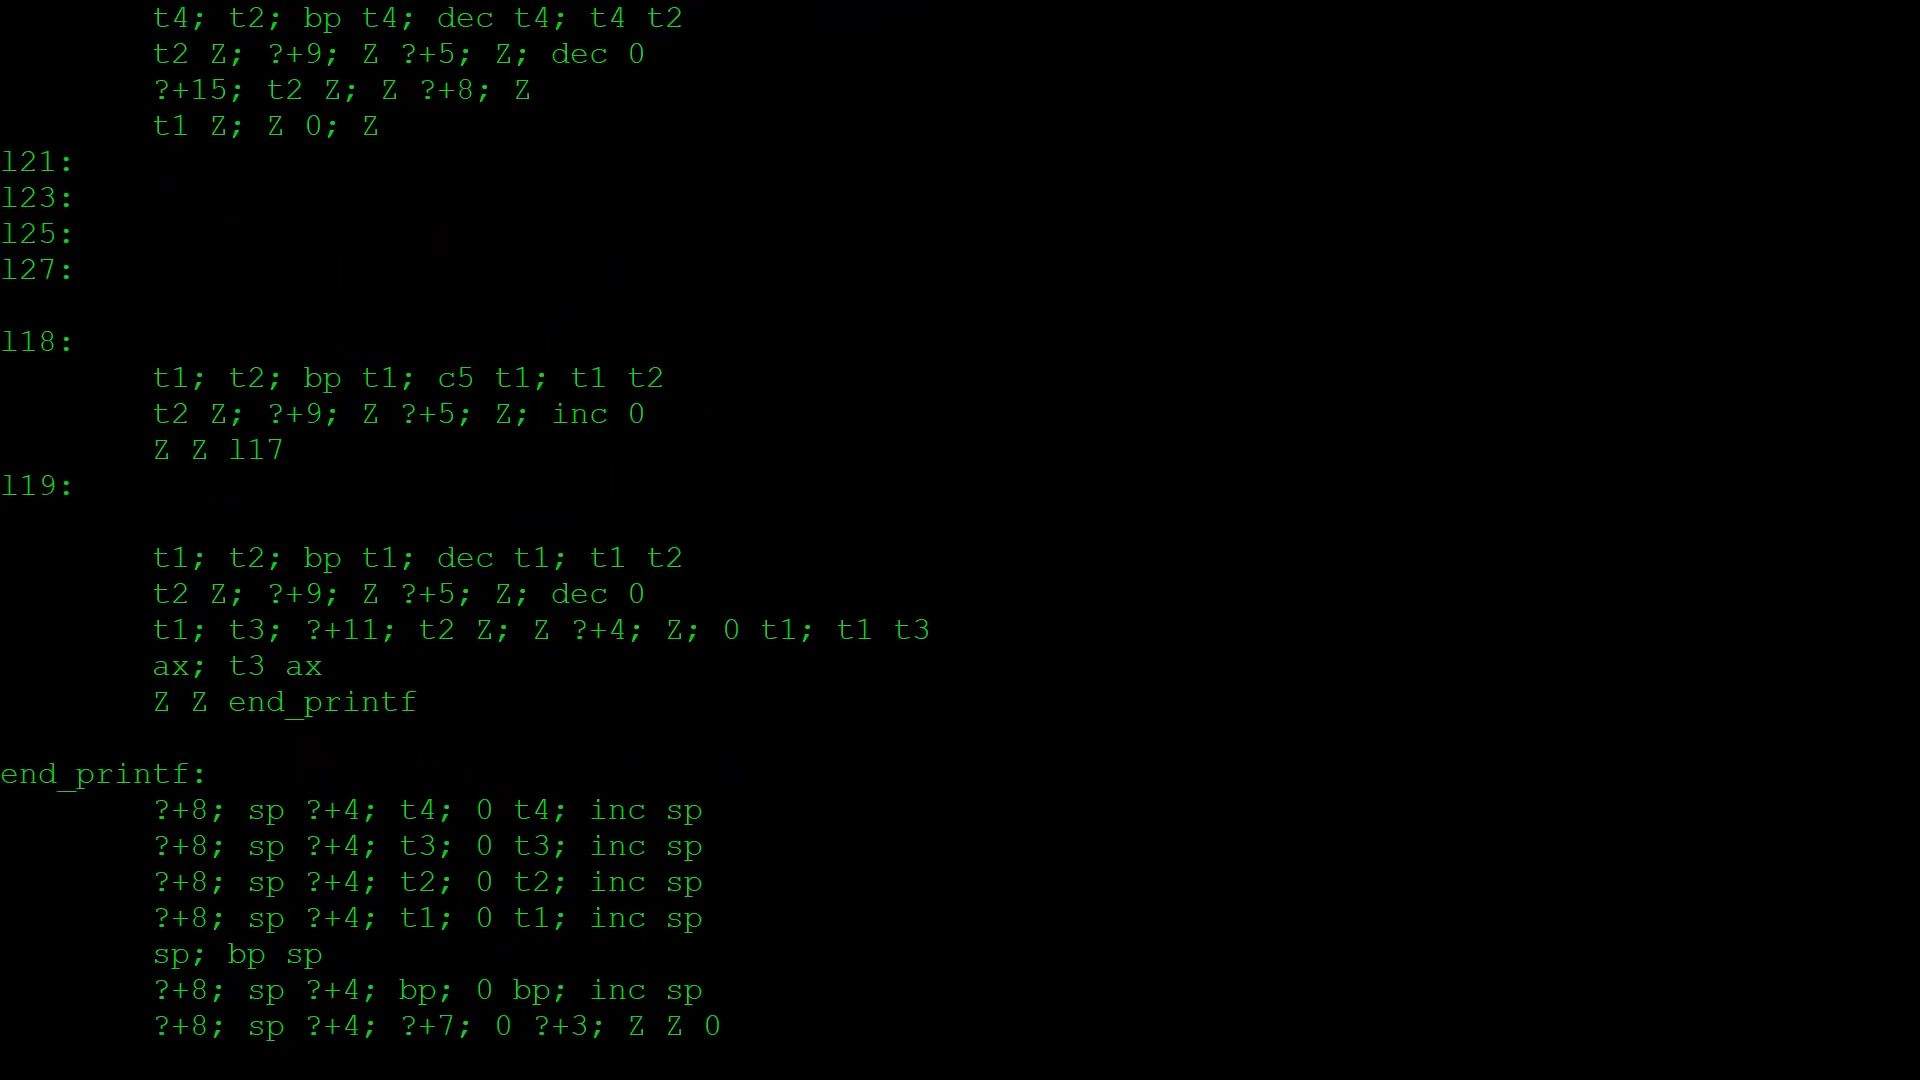 t4; t2; bp t4; dec t4; t4 t2
t2 Z; ?+9; Z ?+5; Z; dec 0
?+15; t2 Z; Z ?+8; Z
t1 Z; Z 0; Z
l21:
l23:
l25:
l27:
l18:
t1; t2; bp t1; c5 t1; t1 t2
t2 Z; ?+9; Z ?+5; Z; inc 0
Z Z l17
l19:
t1; t2; bp t1; dec t1; t1 t2
t2 Z; ?+9; Z ?+5; Z; dec 0
t1; t3; ?+11; t2 Z; Z ?+4; Z; 0 t1; t1 t3
ax; t3 ax
Z Z end_printf
end_printf:
?+8; sp ?+4; t4; 0 t4; inc sp
?+8; sp ?+4; t3; 0 t3; inc sp
?+8; sp ?+4; t2; 0 t2; inc sp
?+8; sp ?+4; t1; 0 t1; inc sp
sp; bp sp
?+8; sp ?+4; bp; 0 bp; inc sp
?+8; sp ?+4; ?+7; 0 ?+3; Z Z 0